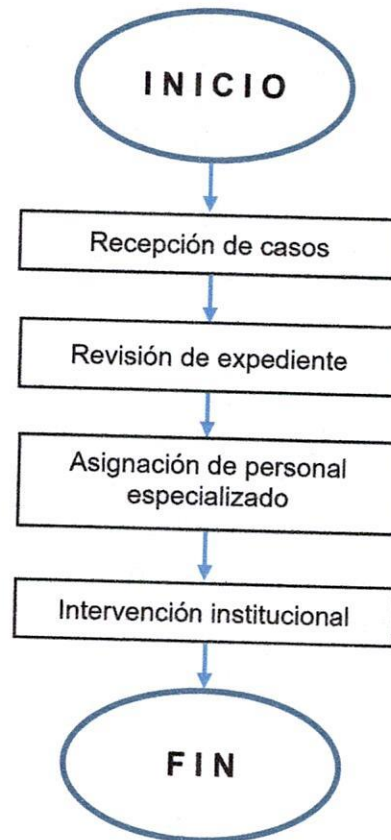 INICIO
Recepción de casos
Revisión de expediente
Asignación de personal
especializado
Intervención institucional
FIN